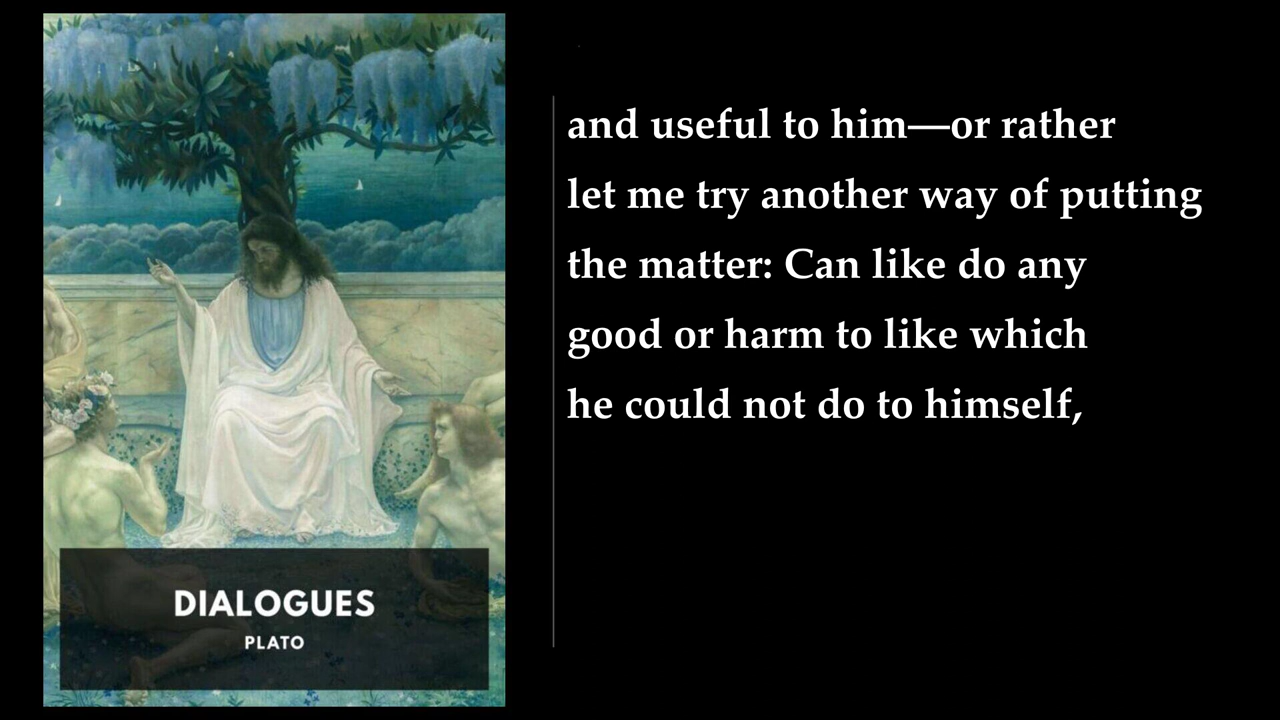 DIALOGUES
PLATO
and useful to him—or rather
let me try another way of putting
the matter: Can like do any
good or harm to like which
he could not do to himself,